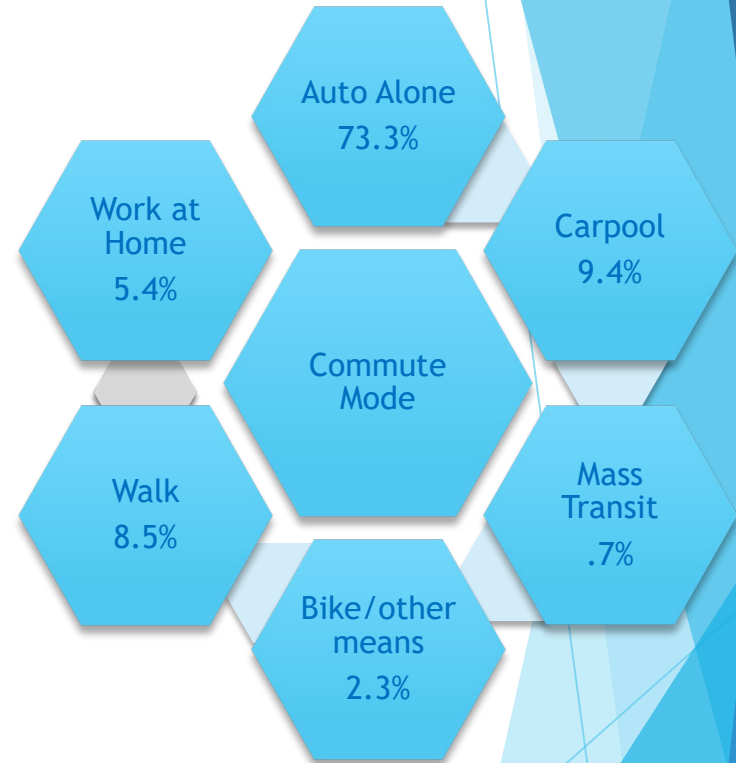 Auto Alone
73.3%
Carpool
9.4%
Mass
Transit
.7%
Bike/other
means
2.3%
Walk
8.5%
Work at
Home
5.4%
Commute
Mode